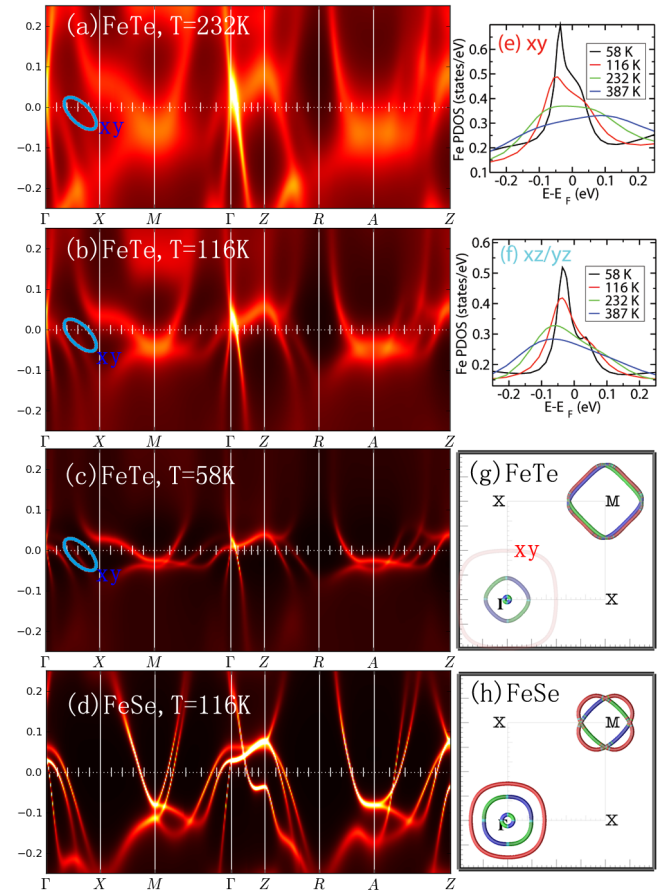 (a)FeTe, T=232K
0.2
0.1
0.0
−0.1
−0.2
xy
Γ X M Γ Z R A Z
(b)FeTe, T=116K
0.2
0.1
0.0
−0.1
−0.2
xy
Γ X M Γ Z R A Z
(c)FeTe, T=58K
0.2
0.1
0.0
−0.1
−0.2
xy
Γ X M Γ Z R A Z
(d)FeSe, T=116K
0.2
0.1
0.0
−0.1
−0.2
Γ X M Γ Z R A Z
(e) xy
58 K
116 K
232 K
387 K
Fe PDOS (states/eV)
0.7
0.6
0.5
0.4
0.3
0.2
0.1
-0.2 -0.1 0 0.1 0.2
E-E F (eV)
(f) xz/yz
58 K
116 K
232 K
387 K
Fe PDOS (states/eV)
0.6
0.5
0.4
0.3
0.2
-0.2 -0.1 0 0.1 0.2
E-E F (eV)
(g)FeTe
X M
xy
Γ X
(h)FeSe
X M
Γ X